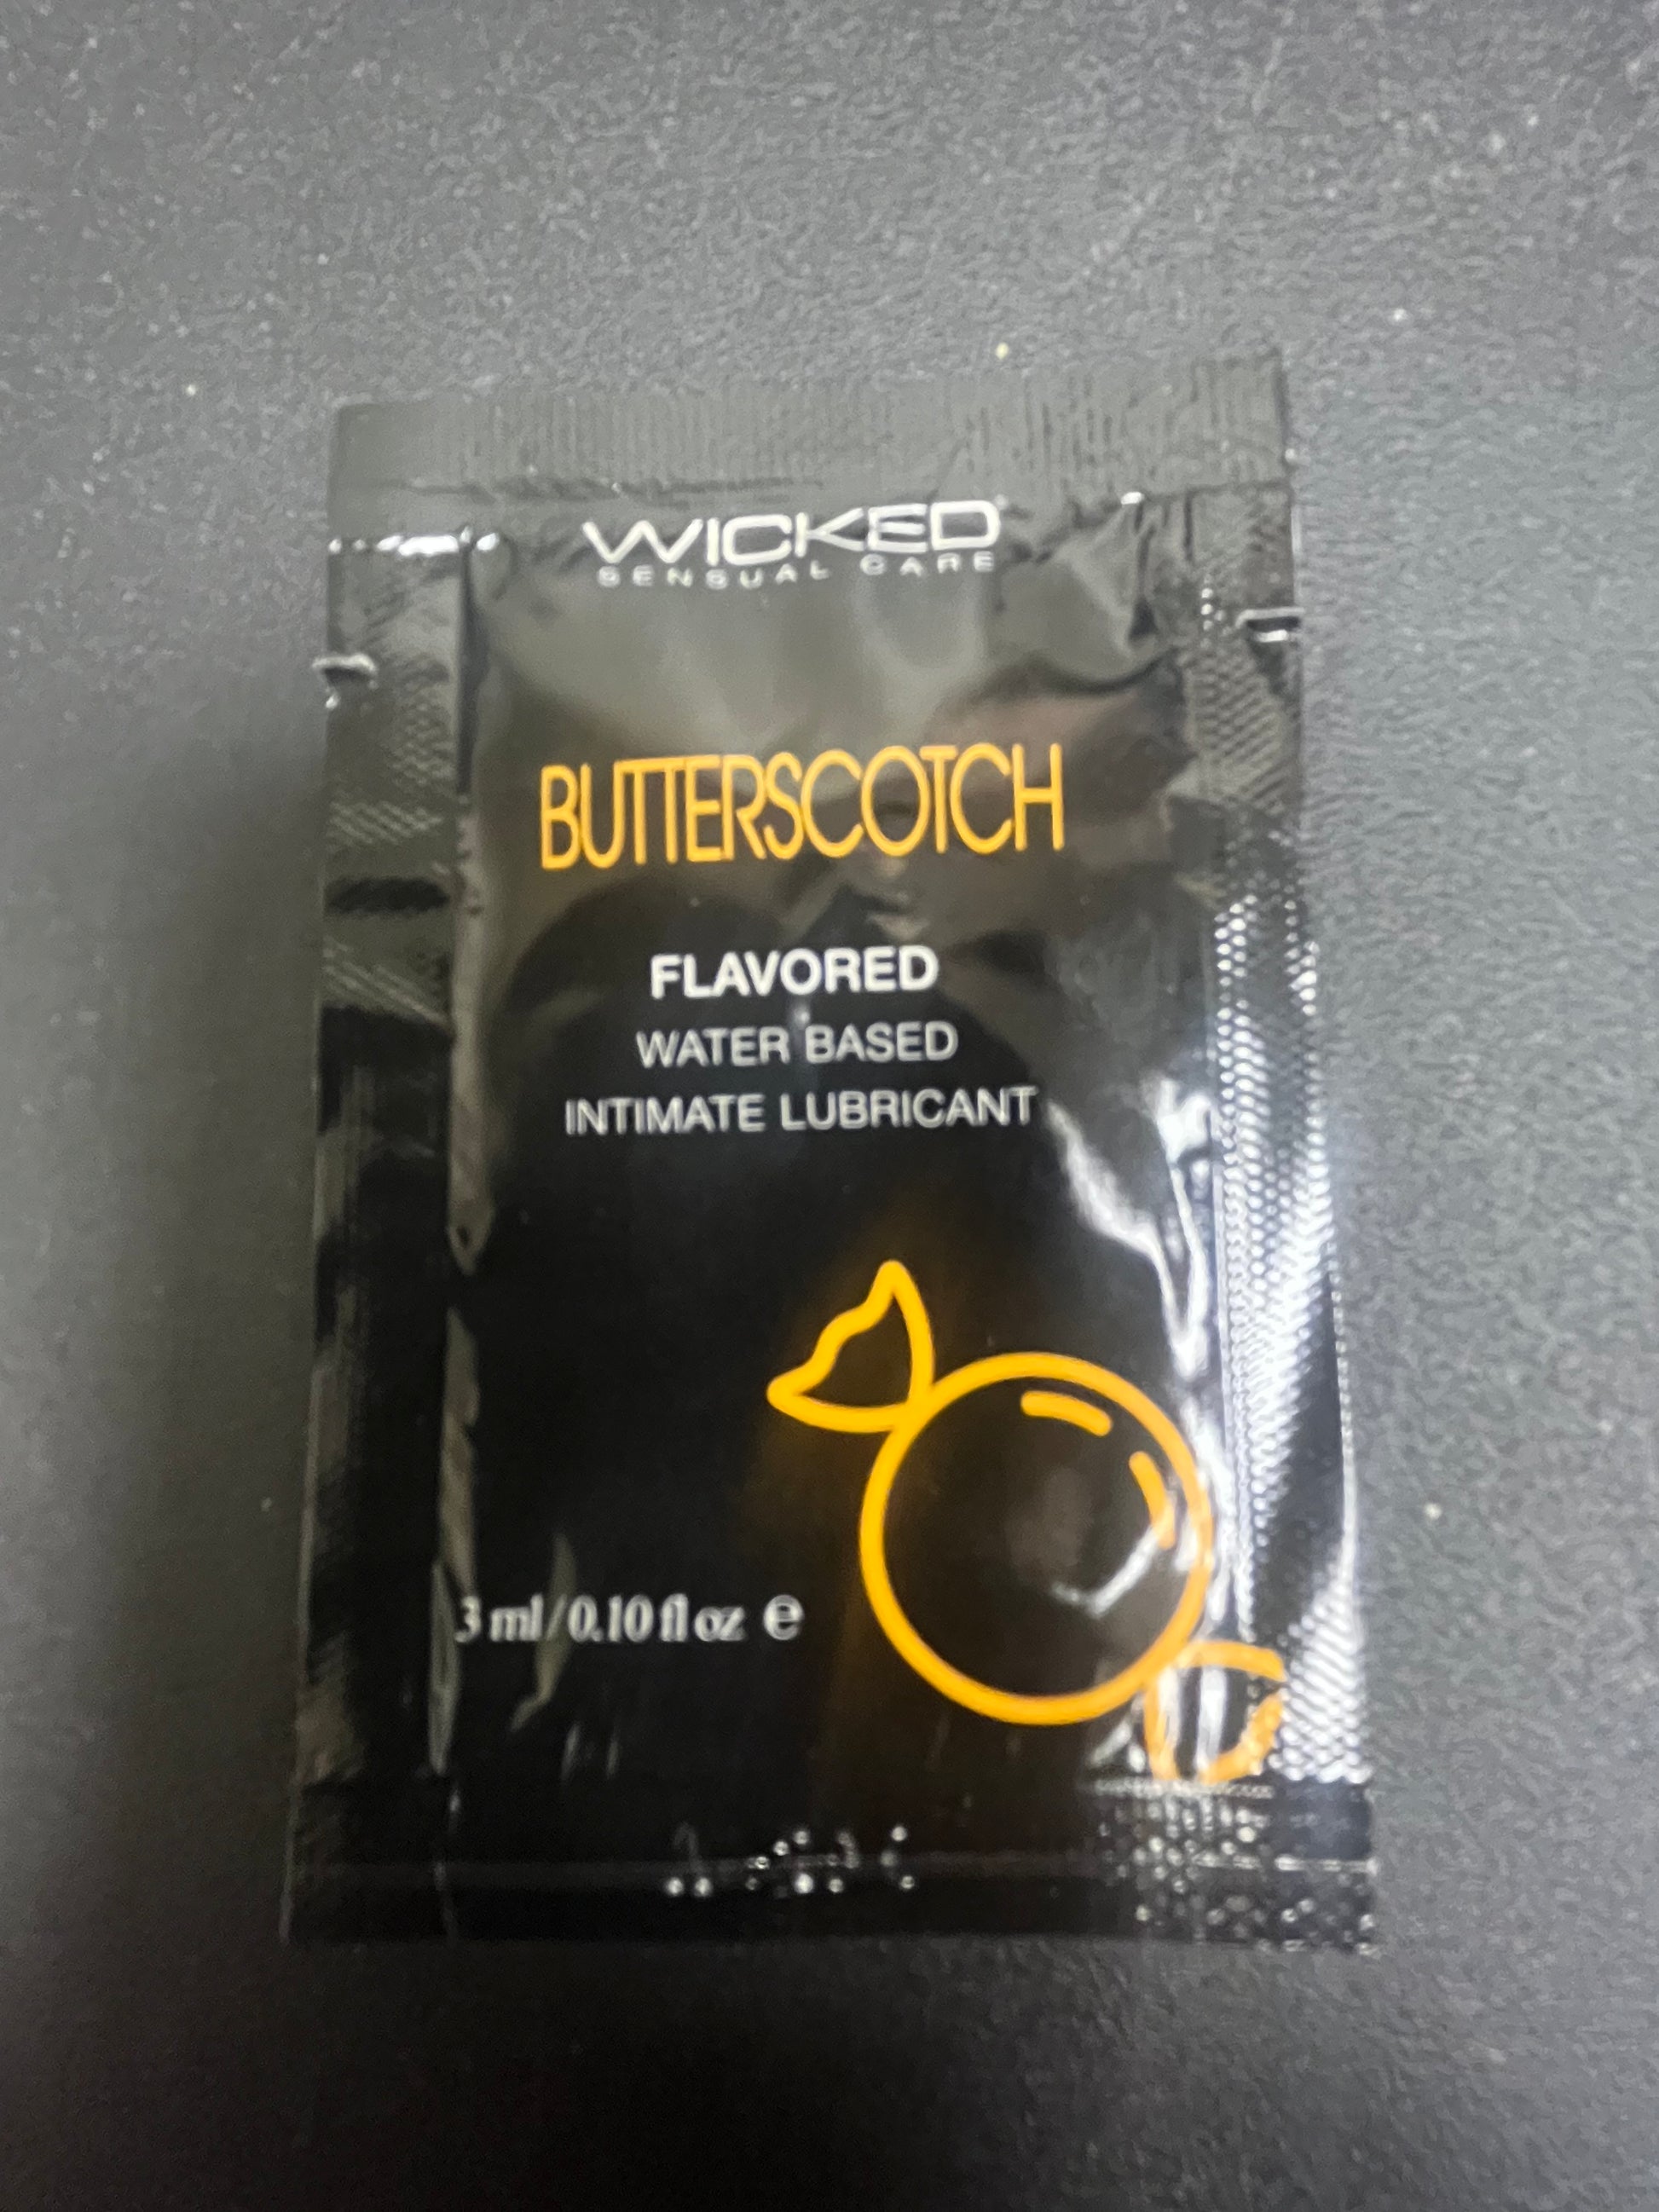 WICKED
SENSUAL CARE
BUTTERSCOTCH
FLAVORED
WATER BASED
INTIMATE LUBRICANT
3 ml/0.10 fl oz ℮